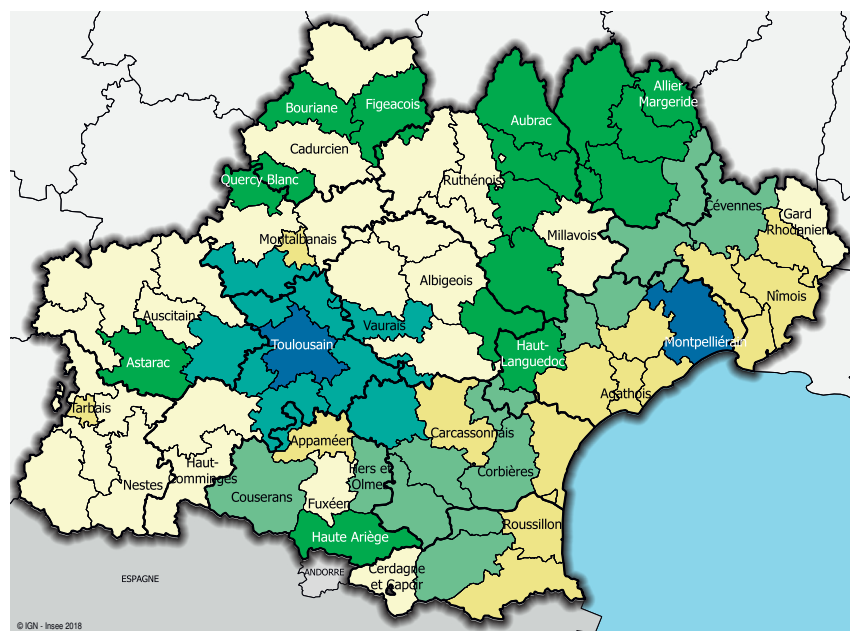 Allier
Margeride
Bouriane
Figeacois
Aubrac
Cadurcien
Quercy Blanc
Ruthénois
Cévennes
Gard
Rhodanien
Montalbanais
Millavois
Albigeois
Nîmois
Auscitain
Vaurais
Toulousain
Montpelliérain
Haut-
Languedoc
Astarac
Agathois
Tarbais
Appaméen
Carcassonnais
Haut-
Comminges
Hers et
Olmes
Corbières
Nestes
Couserans
Fuxéen
Roussillon
Haute Ariège
Cerdagne
et Capcir
ANDORRE
ESPAGNE
© IGN - Insee 2018